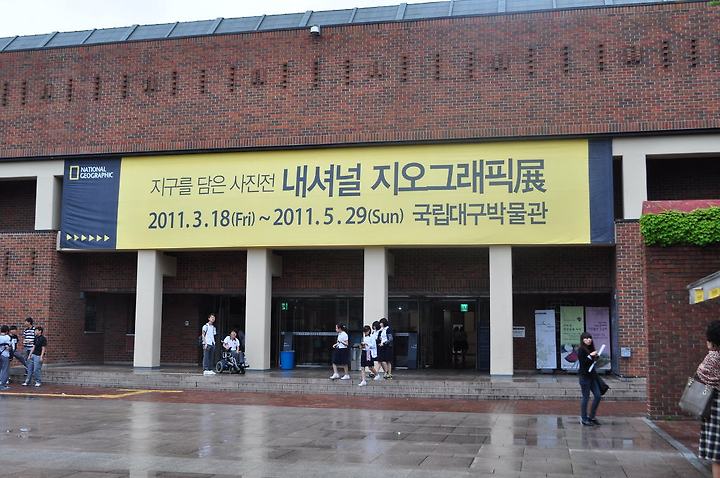 NATIONAL
GEOGRAPHIC
지구를 담은 사진전 내셔널 지오그래픽展
2011.3.18(Fri)~2011.5.29(Sun) 국립대구박물관